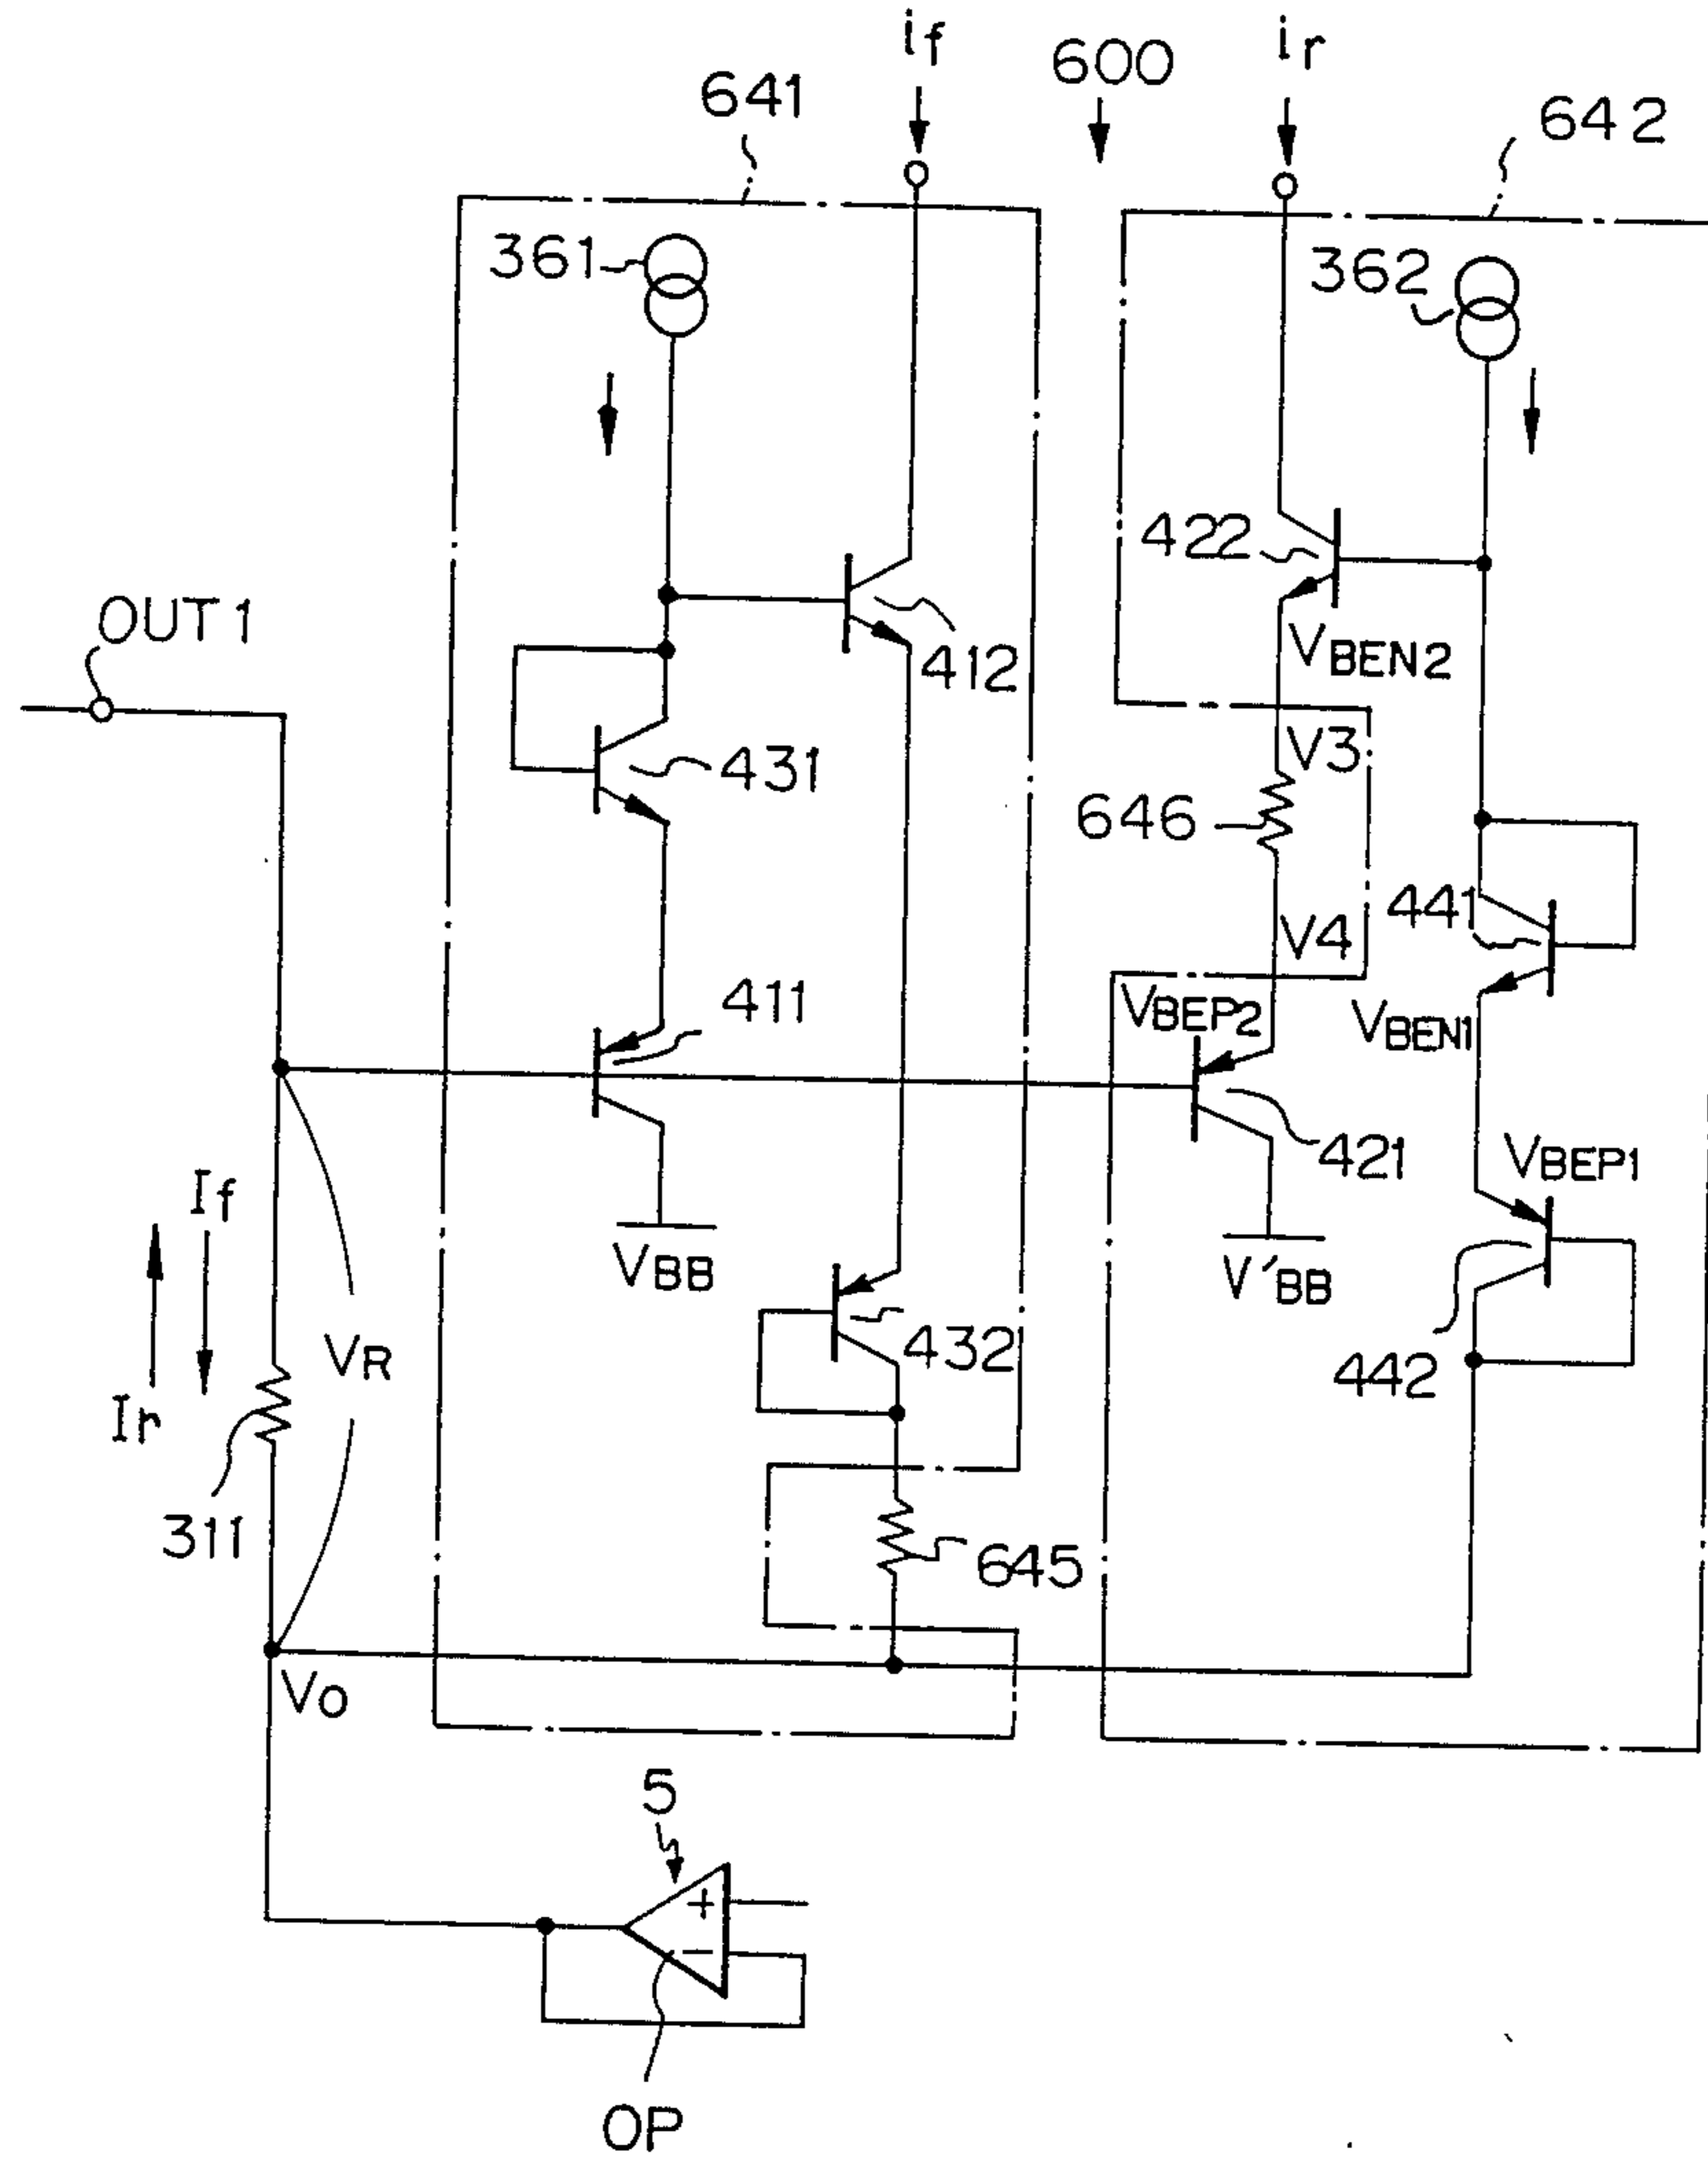 if
600
ir
641
642
361
362
422
OUT1
412
VBEN2
431
V3
646
441
V4
411
VBEP2
VBEN1
421
VBEP1
If
VBB
V'BB
VR
432
442
Ir
311
645
Vo
5
+
−
OP